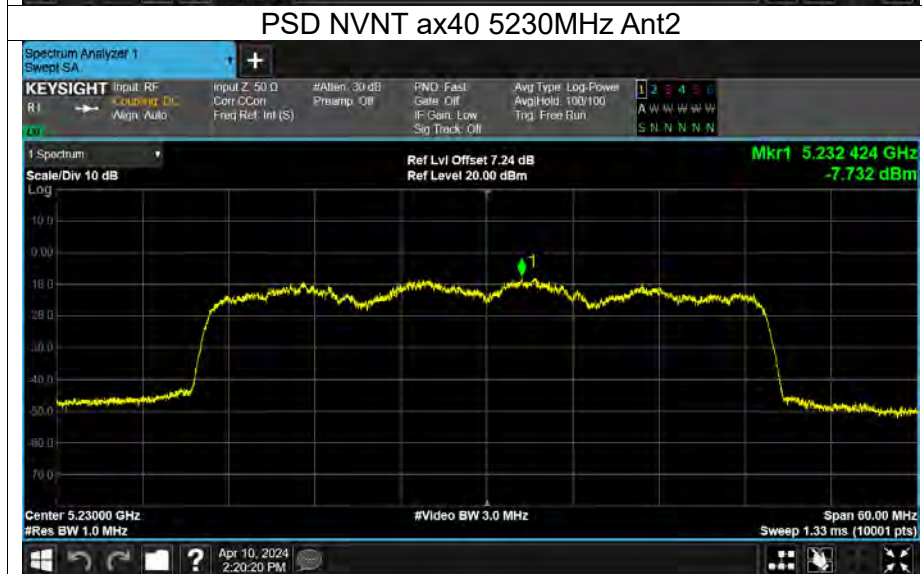 PSD NVNT ax40 5230MHz Ant2
Spectrum Analyzer 1
Swept SA
+
KEYSIGHT Input: RF
Coupling: DC
Align: Auto
Input Z: 50 Ω
Corr CCorr
Freq Ref: Int (S)
#Atten: 30 dB
Preamp: Off
PNO: Fast
Gate: Off
IF Gain: Low
Sig Track: Off
Avg Type: Log-Power
Avg|Hold: 100/100
Trig: Free Run
1 2 3 4 5 6
A W W W W W
S N N N N N
1 Spectrum
Scale/Div 10 dB
Log
Ref Lvl Offset 7.24 dB
Ref Level 20.00 dBm
Mkr1 5.232 424 GHz
-7.732 dBm
10.0
0.00
-10.0
-20.0
-30.0
-40.0
-50.0
-60.0
-70.0
1
Center 5.23000 GHz
#Res BW 1.0 MHz
#Video BW 3.0 MHz
Span 60.00 MHz
Sweep 1.33 ms (10001 pts)
?
Apr 10, 2024
2:20:20 PM